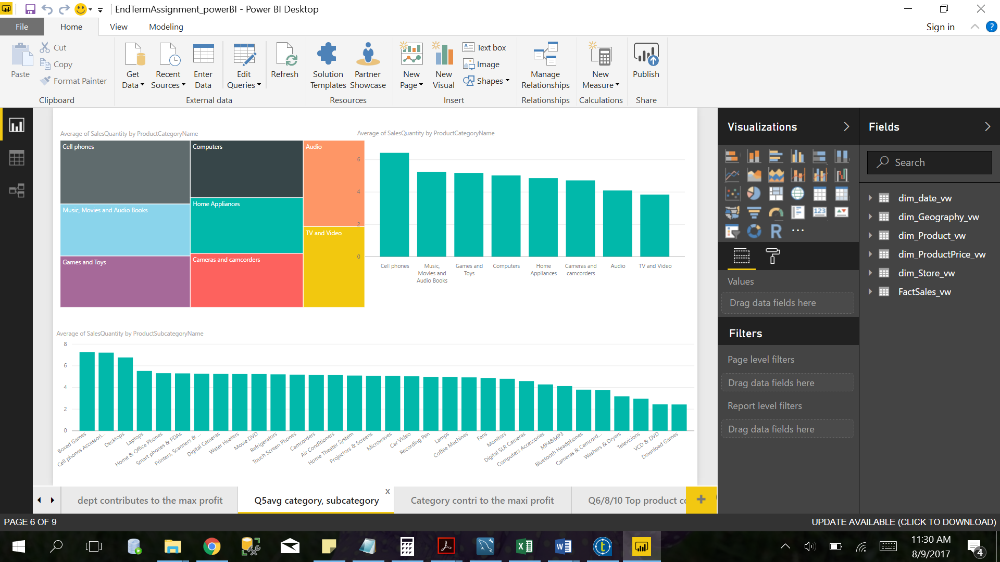 EndTermAssignment_powerBI - Power BI Desktop
File
Home
View
Modeling
Sign in
?
Paste
Cut
Copy
Format Painter
Clipboard
Get Data
Recent Sources
Enter Data
Edit Queries
Refresh
External data
Solution Templates
Partner Showcase
Resources
New Page
New Visual
Text box
Image
Shapes
Insert
Manage Relationships
Relationships
New Measure
Calculations
Publish
Share
Average of SalesQuantity by ProductCategoryName
Cell phones
Computers
Audio
Music, Movies and Audio Books
Home Appliances
TV and Video
Games and Toys
Cameras and camcorders
Average of SalesQuantity by ProductCategoryName
6
4
2
0
Cell phones
Music, Movies and Audio Books
Games and Toys
Computers
Home Appliances
Cameras and camcorders
Audio
TV and Video
Average of SalesQuantity by ProductSubcategoryName
8
6
4
2
0
Boxed Games
Cell phones Accessori...
Desktops
Laptops
Home & Office Phones
Smart phones & PDAs
Printers, Scanners & ...
Digital Cameras
Water Heaters
Movie DVD
Refrigerators
Touch Screen Phones
Camcorders
Air Conditioners
Home Theater System
Projectors & Screens
Microwaves
Car Video
Recording Pen
Lamps
Coffee Machines
Fans
Monitors
Digital SLR Cameras
Computers Accessories
MP4&MP3
Bluetooth Headphones
Cameras & Camcord...
Washers & Dryers
Televisions
VCD & DVD
Download Games
Visualizations
123
R
...
Values
Drag data fields here
Filters
Page level filters
Drag data fields here
Report level filters
Drag data fields here
Fields
Search
dim_date_vw
dim_Geography_vw
dim_Product_vw
dim_ProductPrice_vw
dim_Store_vw
FactSales_vw
dept contributes to the max profit
Q5avg category, subcategory
x
Category contri to the maxi profit
Q6/8/10 Top product co
+
PAGE 6 OF 9
UPDATE AVAILABLE (CLICK TO DOWNLOAD)
11:30 AM
8/9/2017
4